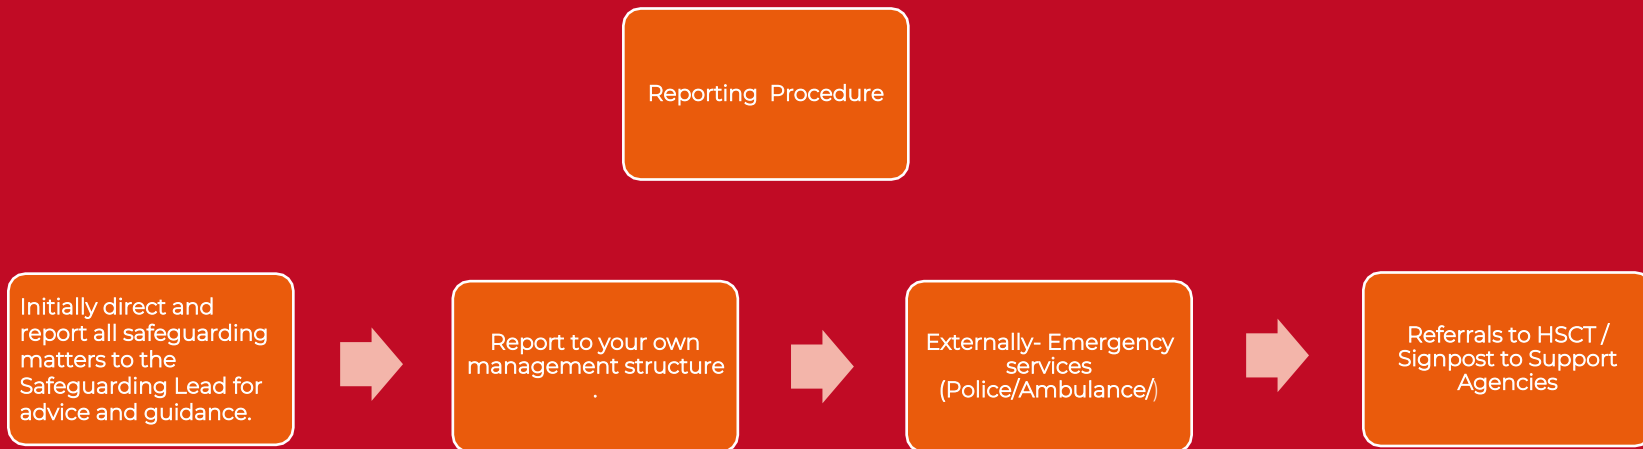 Reporting  Procedure
Initially direct and
report all safeguarding
matters to the
Safeguarding Lead for
advice and guidance.
Report to your own
management structure
.
Externally- Emergency
services
(Police/Ambulance/)
Referrals to HSCT /
Signpost to Support
Agencies